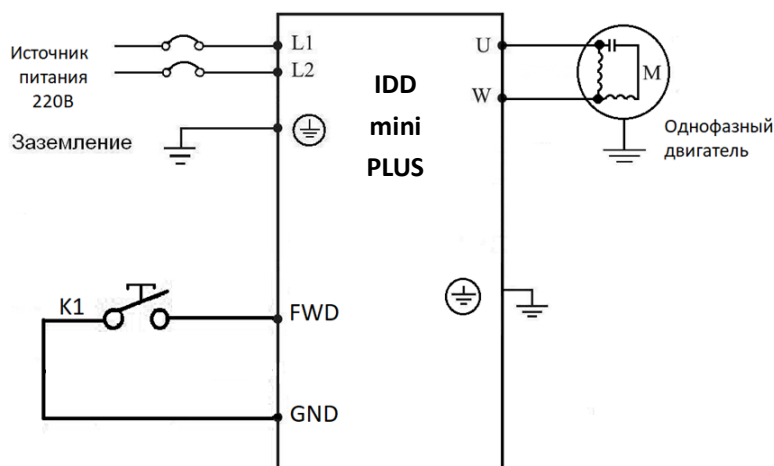 Источник
питания
220В
L1
L2
Заземление
IDD
mini
PLUS
U
W
M
Однофазный
двигатель
K1
FWD
GND